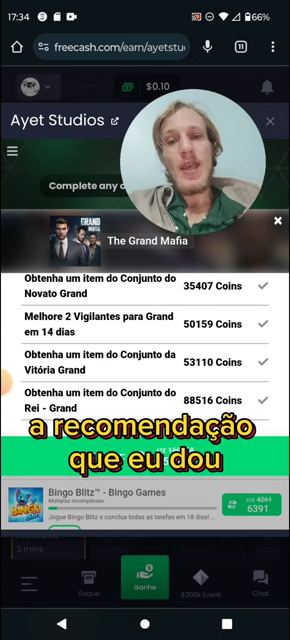 17:34
66%
freecash.com/earn/ayetstu
11
$0.10
Ayet Studios
Complete any o
GRAND
MAFIA
The Grand Mafia
Obtenha um item do Conjunto do
Novato Grand
35407 Coins
Melhore 2 Vigilantes para Grand
em 14 dias
50159 Coins
Obtenha um item do Conjunto da
Vitória Grand
53110 Coins
Obtenha um item do Conjunto do
Rei - Grand
88516 Coins
a recomendação
que eu dou
BINGO
Bingo Blitz™ - Bingo Games
Múltiplas recompensas
Jogue Bingo Blitz e conclua todas as tarefas em 18 dias! ...
ATÉ 4261
6391
2 mins
Saque
Ganhe
$200k Event
Chat